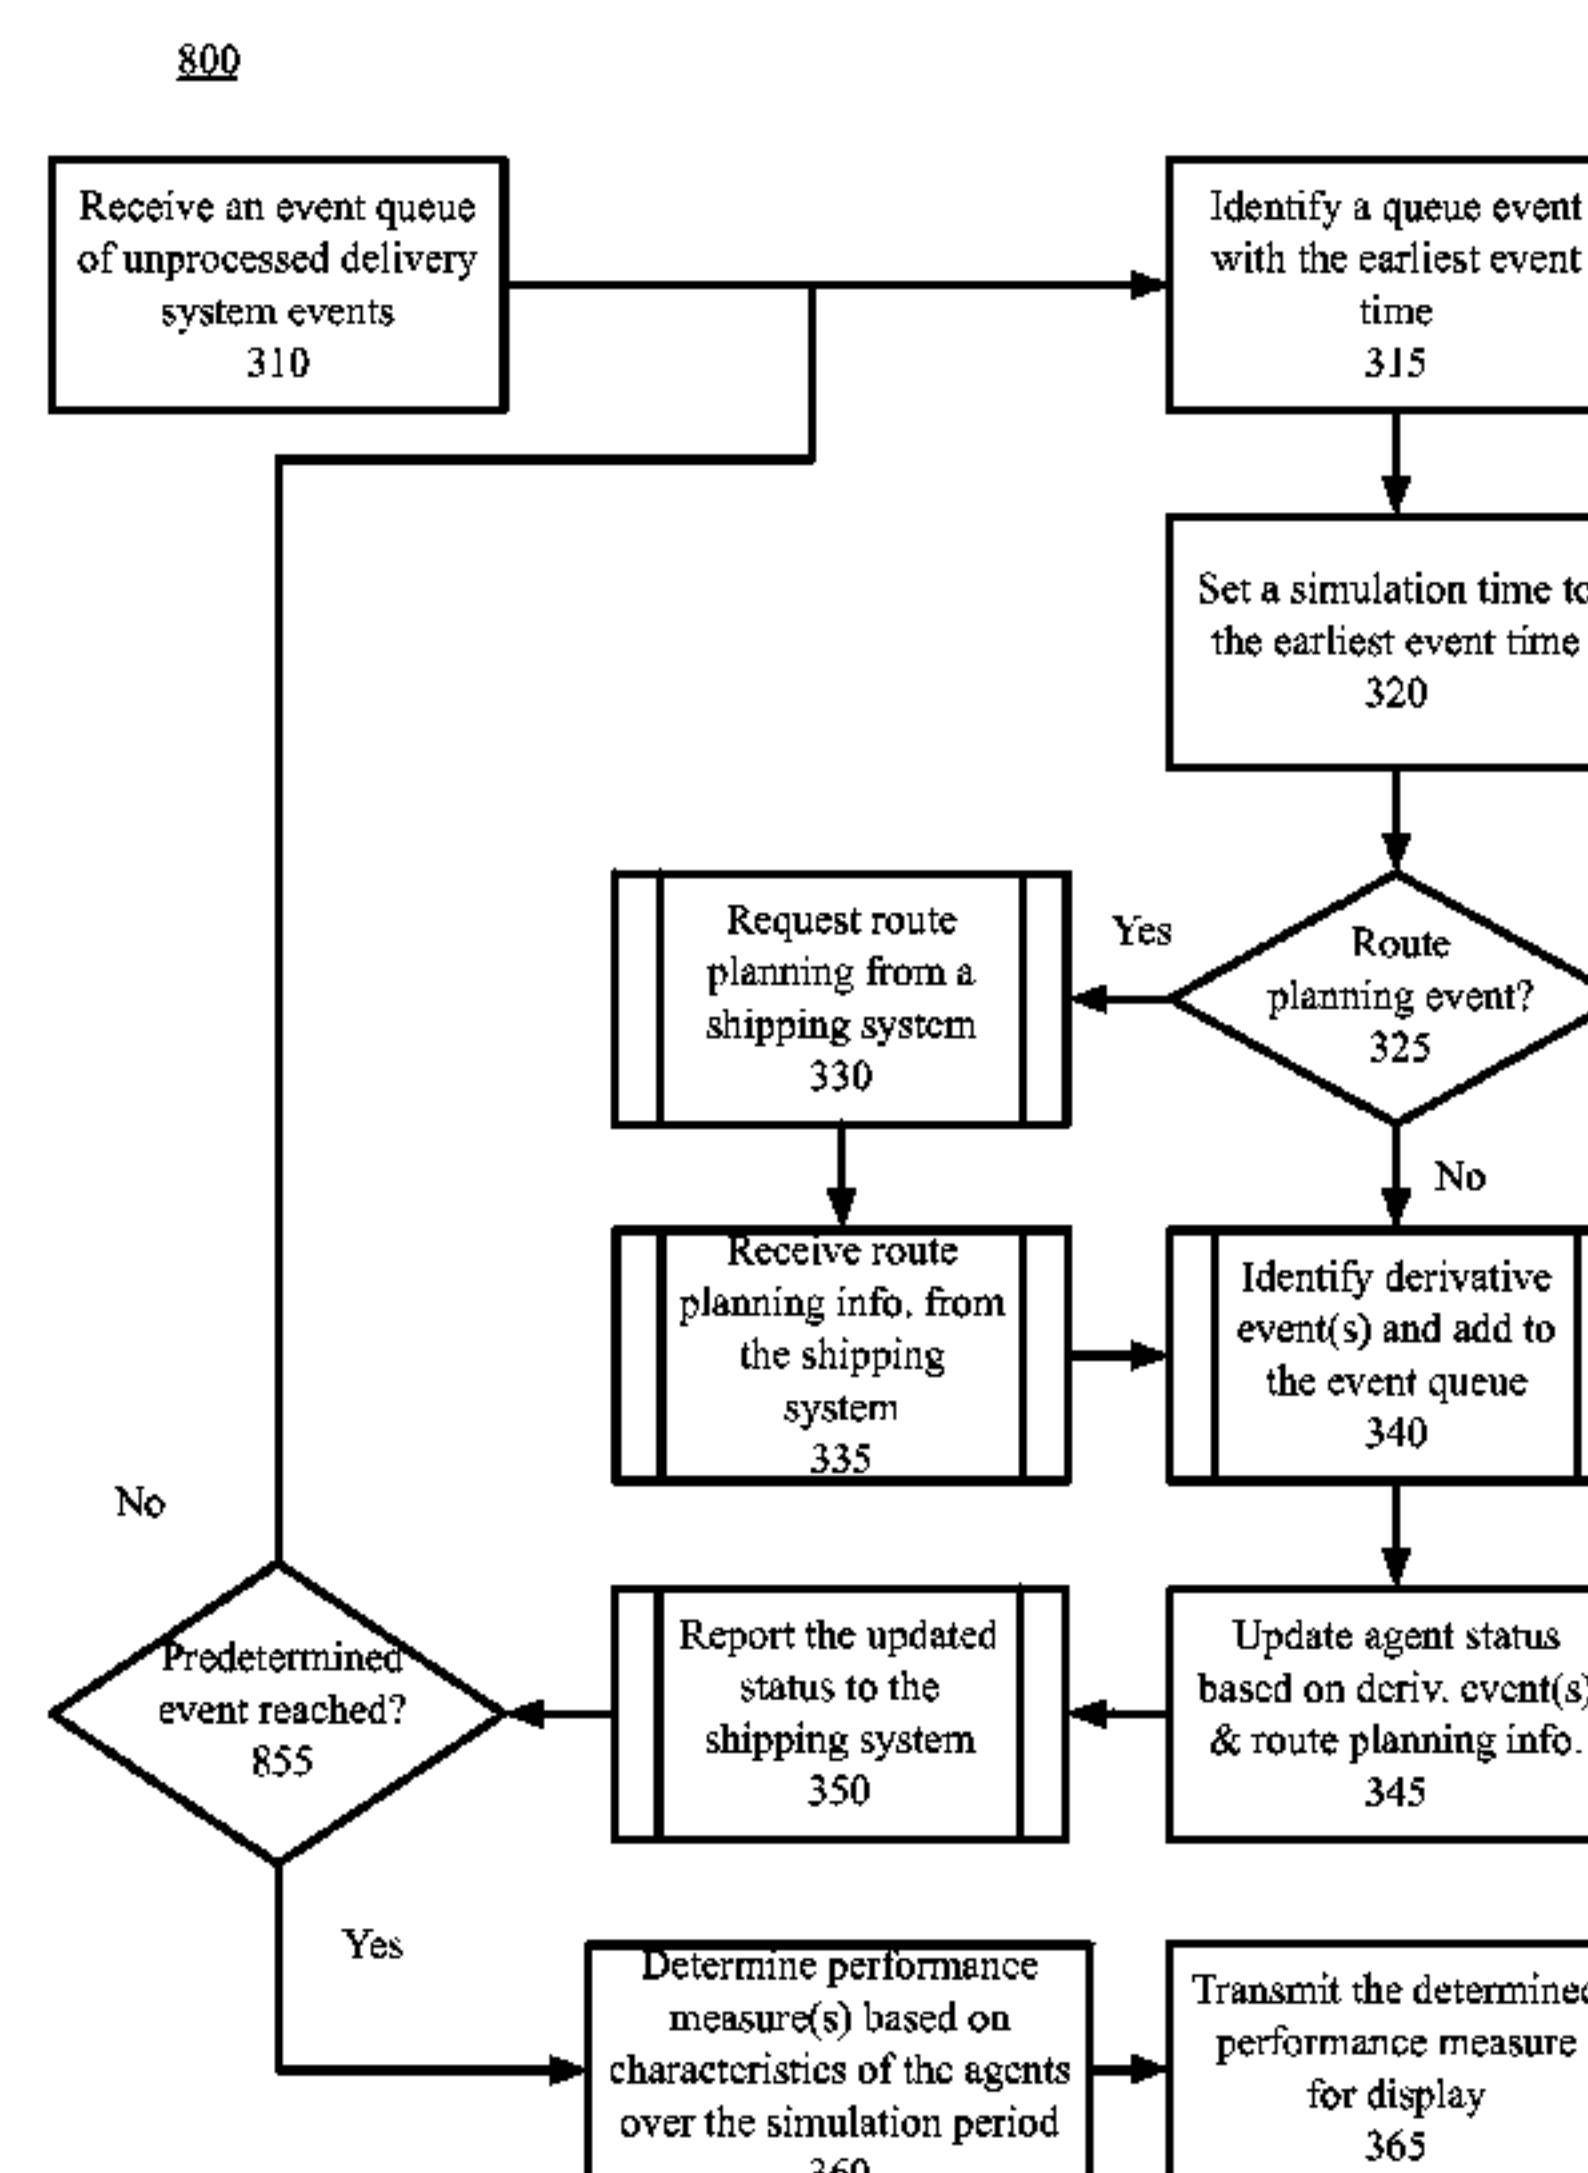 800
Receive an event queue
of unprocessed delivery
system events
310
Identify a queue event
with the earliest event
time
315
Set a simulation time to
the earliest event time
320
Route
planning event?
325
Yes
No
Request route
planning from a
shipping system
330
Receive route
planning info. from
the shipping
system
335
Identify derivative
event(s) and add to
the event queue
340
Update agent status
based on deriv. event(s)
& route planning info.
345
Report the updated
status to the
shipping system
350
No
Predetermined
event reached?
855
Yes
Determine performance
measure(s) based on
characteristics of the agents
over the simulation period
360
Transmit the determined
performance measure
for display
365